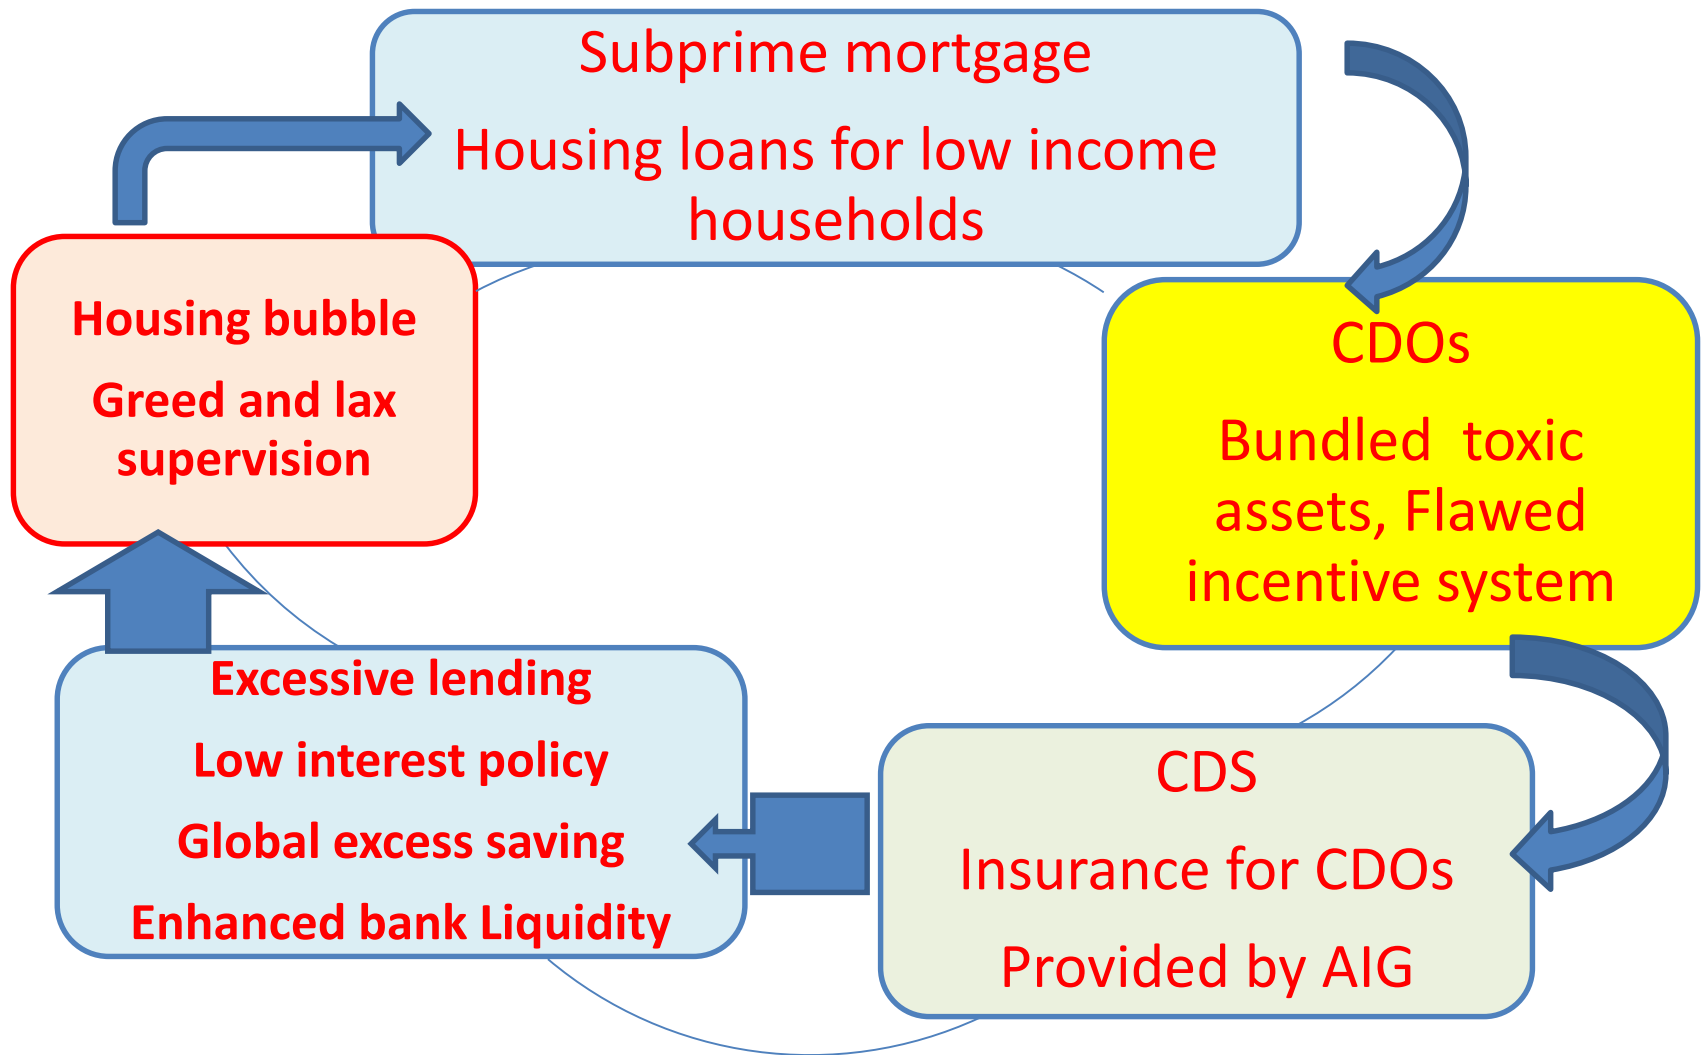 Subprime mortgage
Housing loans for low income
households
CDOs
Bundled toxic
assets, Flawed
incentive system
CDS
Insurance for CDOs
Provided by AIG
Excessive lending
Low interest policy
Global excess saving
Enhanced bank Liquidity
Housing bubble
Greed and lax
supervision